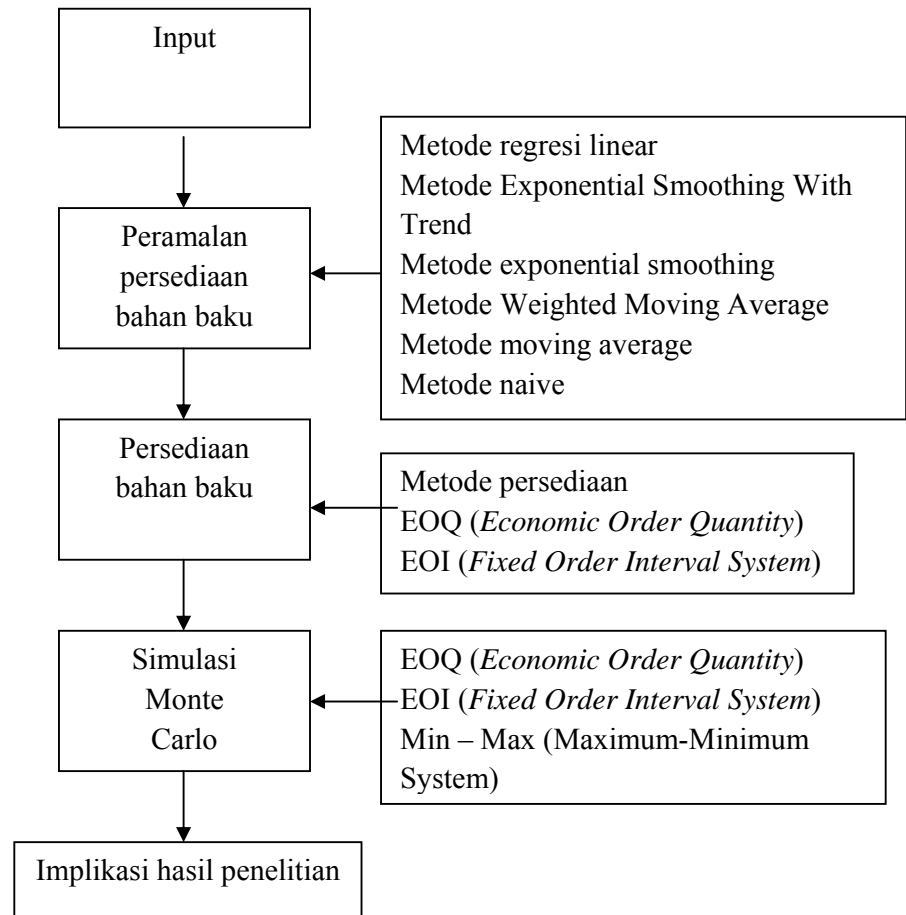 Input
Metode regresi linear
Metode Exponential Smoothing With
Trend
Metode exponential smoothing
Metode Weighted Moving Average
Metode moving average
Metode naive
Peramalan
persediaan
bahan baku
Persediaan
bahan baku
Metode persediaan
EOQ (Economic Order Quantity)
EOI (Fixed Order Interval System)
Simulasi
Monte
Carlo
EOQ (Economic Order Quantity)
EOI (Fixed Order Interval System)
Min – Max (Maximum-Minimum
System)
Implikasi hasil penelitian